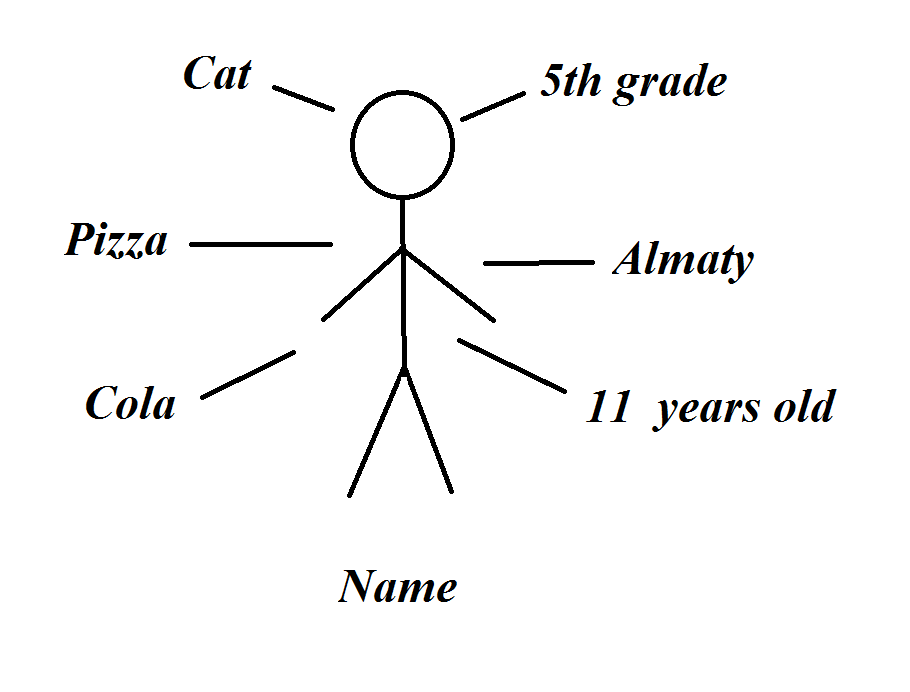 Cat
5th grade
Pizza
Almaty
Cola
11 years old
Name